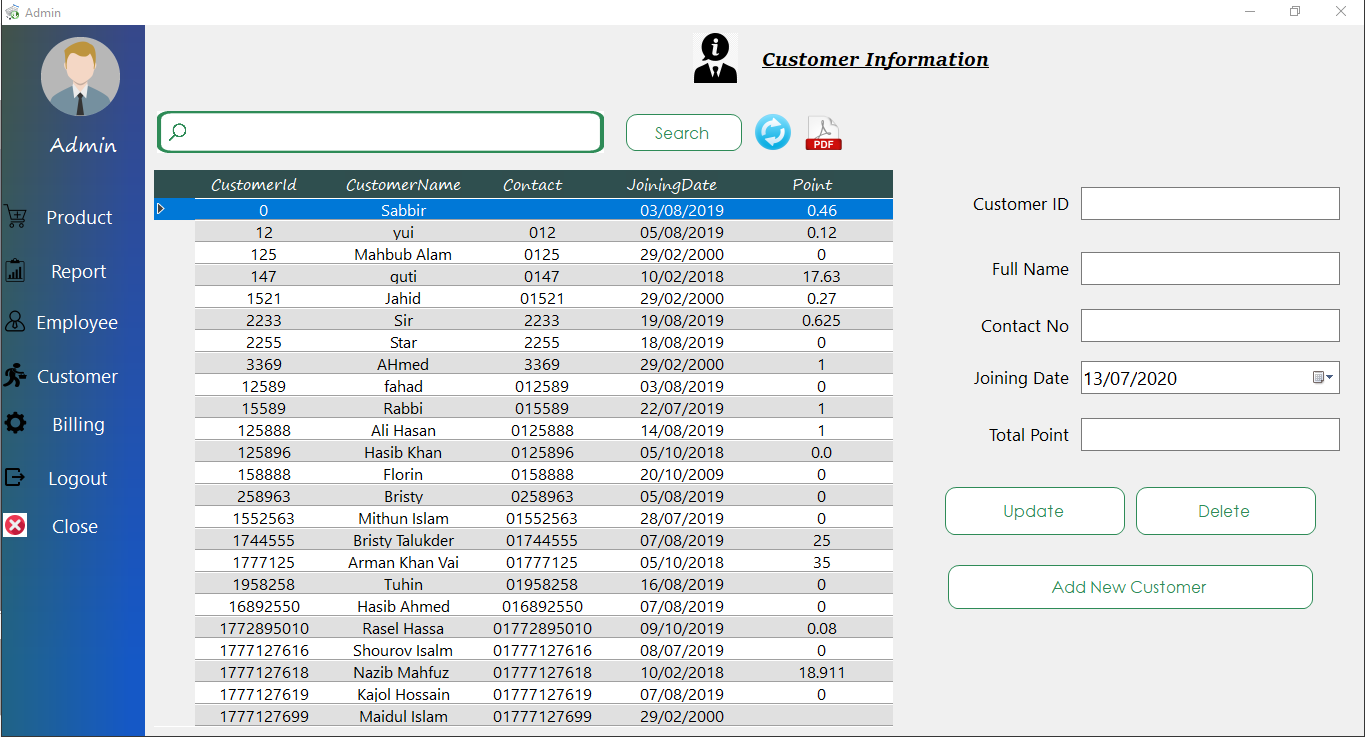 Admin
Customer Information
Admin
Search
PDF
Product
Report
Employee
Customer
Billing
Logout
Close
CustomerId CustomerName Contact JoiningDate Point
0 Sabbir 03/08/2019 0.46
12 yui 012 05/08/2019 0.12
125 Mahbub Alam 0125 29/02/2000 0
147 guti 0147 10/02/2018 17.63
1521 Jahid 01521 29/02/2000 0.27
2233 Sir 2233 19/08/2019 0.625
2255 Star 2255 18/08/2019 0
3369 AHmed 3369 29/02/2000 1
12589 fahad 012589 03/08/2019 0
15589 Rabbi 015589 22/07/2019 1
125888 Ali Hasan 0125888 14/08/2019 1
125896 Hasib Khan 0125896 05/10/2018 0.0
158888 Florin 0158888 20/10/2009 0
258963 Bristy 0258963 05/08/2019 0
1552563 Mithun Islam 01552563 28/07/2019 0
1744555 Bristy Talukder 01744555 07/08/2019 25
1777125 Arman Khan Vai 01777125 05/10/2018 35
1958258 Tuhin 01958258 16/08/2019 0
16892550 Hasib Ahmed 016892550 07/08/2019 0
1772895010 Rasel Hassa 01772895010 09/10/2019 0.08
1777127616 Shourov Isalm 01777127616 08/07/2019 0
1777127618 Nazib Mahfuz 01777127618 10/02/2018 18.911
1777127619 Kajol Hossain 01777127619 07/08/2019 0
1777127699 Maidul Islam 01777127699 29/02/2000
Customer ID
Full Name
Contact No
Joining Date 13/07/2020
Total Point
Update Delete
Add New Customer